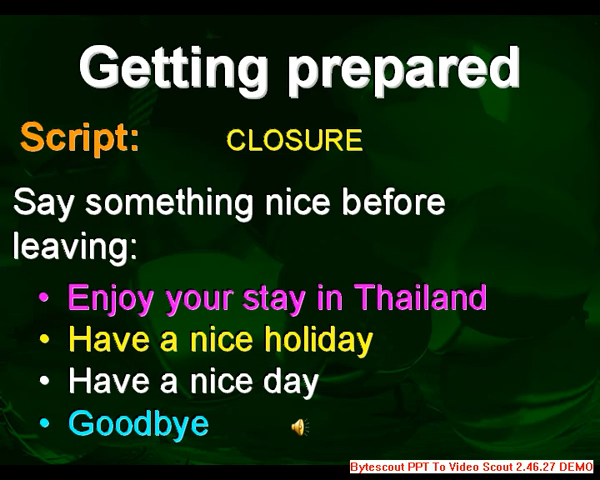 Getting prepared
Script: CLOSURE
Say something nice before
leaving:
• Enjoy your stay in Thailand
• Have a nice holiday
• Have a nice day
• Goodbye
Bytescout PPT To Video Scout 2.46.27 DEMO